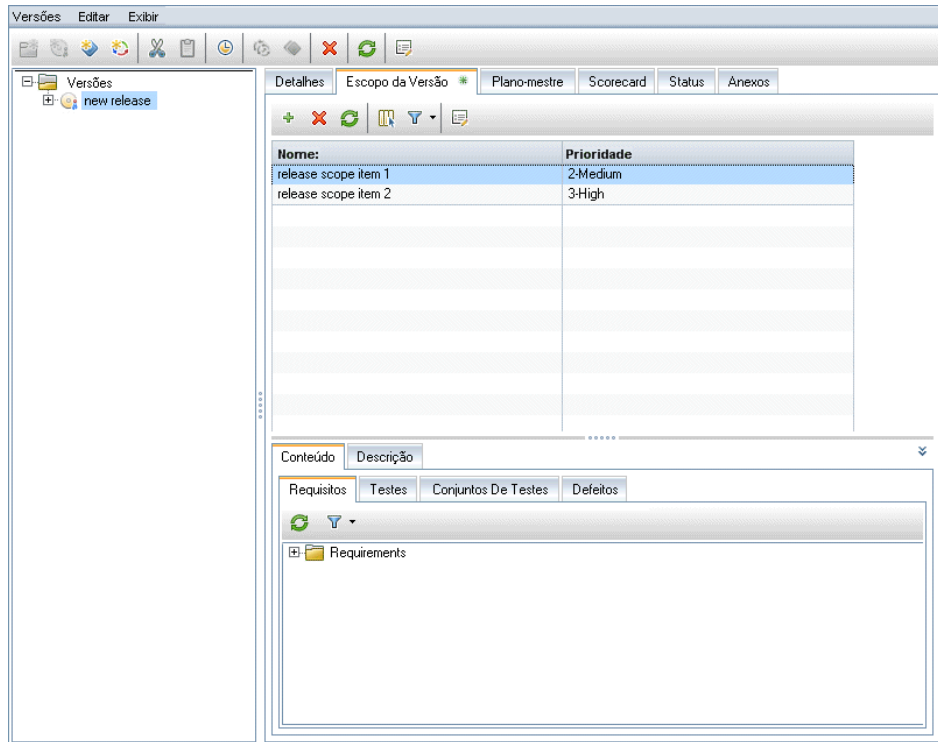 Versões Editar Exibir
Versões
new release
Detalhes Escopo da Versão * Plano-mestre Scorecard Status Anexos
Nome: Prioridade
release scope item 1 2-Medium
release scope item 2 3-High
Conteúdo Descrição
Requisitos Testes Conjuntos De Testes Defeitos
Requirements